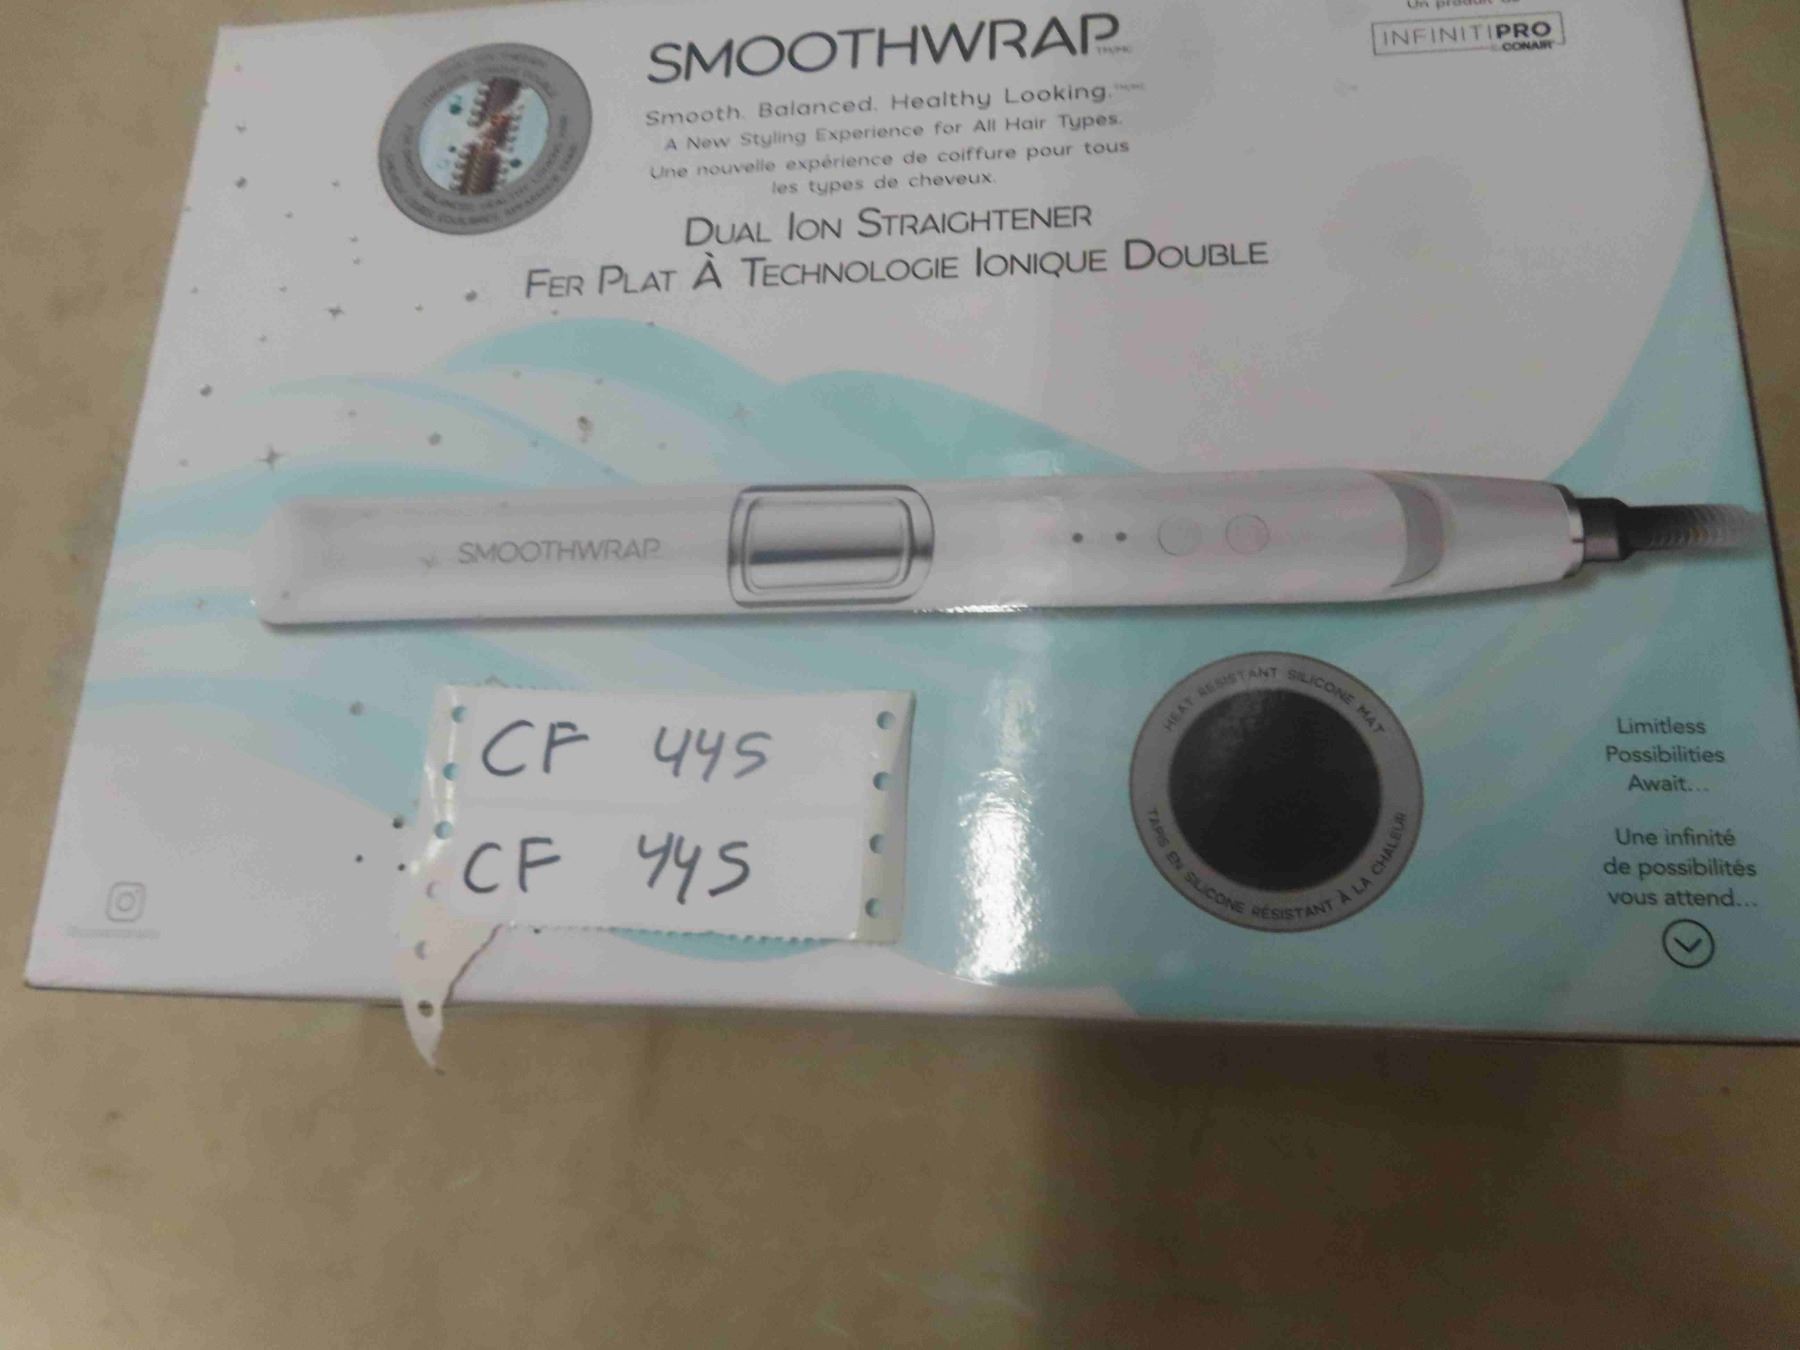 Un produit de
INFINITIPRO
CONAIR
SMOOTHWRAP
Smooth. Balanced. Healthy Looking.
A New Styling Experience for All Hair Types.
Une nouvelle expérience de coiffure pour tous
les types de cheveux.
DUAL ION STRAIGHTENER
FER PLAT À TECHNOLOGIE IONIQUE DOUBLE
SMOOTHWRAP
CF 445
CF 445
HEAT RESISTANT SILICONE MAT
TAPIS EN SILICONE RÉSISTANT À LA CHALEUR
Limitless
Possibilities
Await...
Une infinité
de possibilités
vous attend...